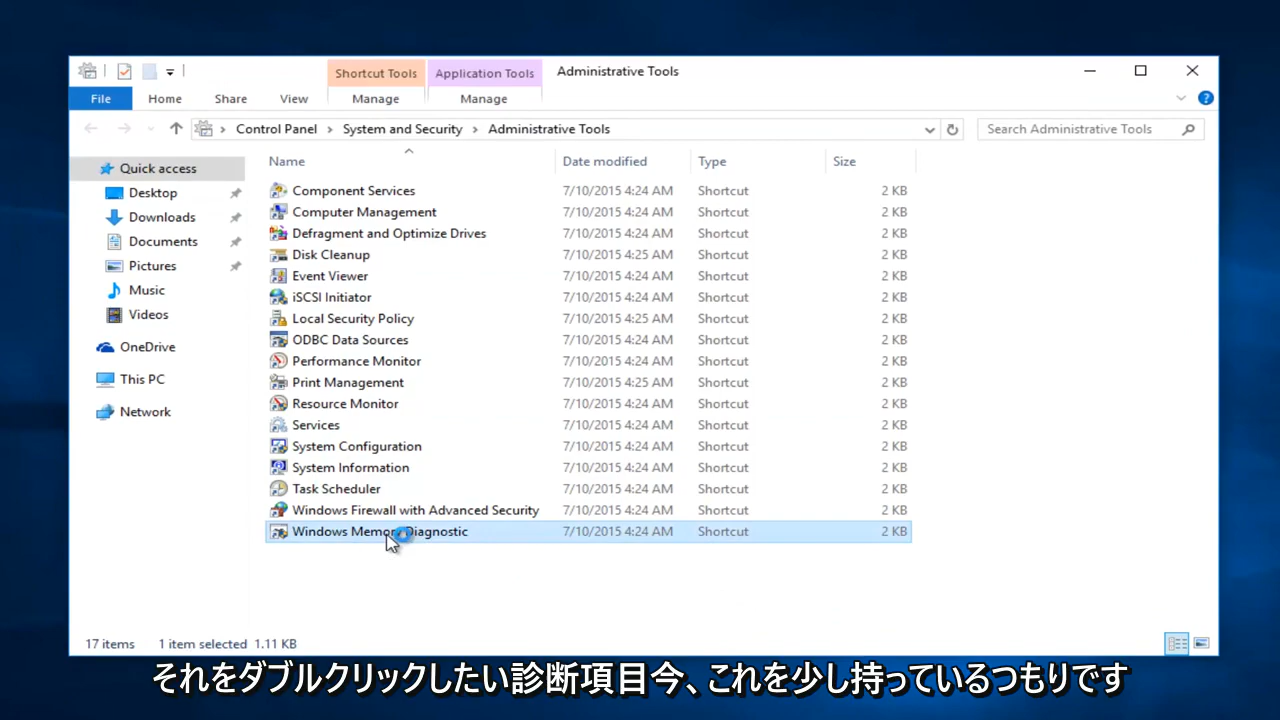 Shortcut Tools Application Tools Administrative Tools
File Home Share View Manage Manage
Control Panel System and Security Administrative Tools Search Administrative Tools
Name Date modified Type Size
Quick access
Desktop
Downloads
Documents
Pictures
Music
Videos
OneDrive
This PC
Network
Component Services 7/10/2015 4:24 AM Shortcut 2 KB
Computer Management 7/10/2015 4:24 AM Shortcut 2 KB
Defragment and Optimize Drives 7/10/2015 4:24 AM Shortcut 2 KB
Disk Cleanup 7/10/2015 4:25 AM Shortcut 2 KB
Event Viewer 7/10/2015 4:24 AM Shortcut 2 KB
iSCSI Initiator 7/10/2015 4:24 AM Shortcut 2 KB
Local Security Policy 7/10/2015 4:25 AM Shortcut 2 KB
ODBC Data Sources 7/10/2015 4:24 AM Shortcut 2 KB
Performance Monitor 7/10/2015 4:24 AM Shortcut 2 KB
Print Management 7/10/2015 4:25 AM Shortcut 2 KB
Resource Monitor 7/10/2015 4:24 AM Shortcut 2 KB
Services 7/10/2015 4:24 AM Shortcut 2 KB
System Configuration 7/10/2015 4:24 AM Shortcut 2 KB
System Information 7/10/2015 4:24 AM Shortcut 2 KB
Task Scheduler 7/10/2015 4:24 AM Shortcut 2 KB
Windows Firewall with Advanced Security 7/10/2015 4:24 AM Shortcut 2 KB
Windows Memory Diagnostic 7/10/2015 4:24 AM Shortcut 2 KB
17 items 1 item selected 1.11 KB
それをダブルクリックしたい診断項目今、これを少し持っているつもりです